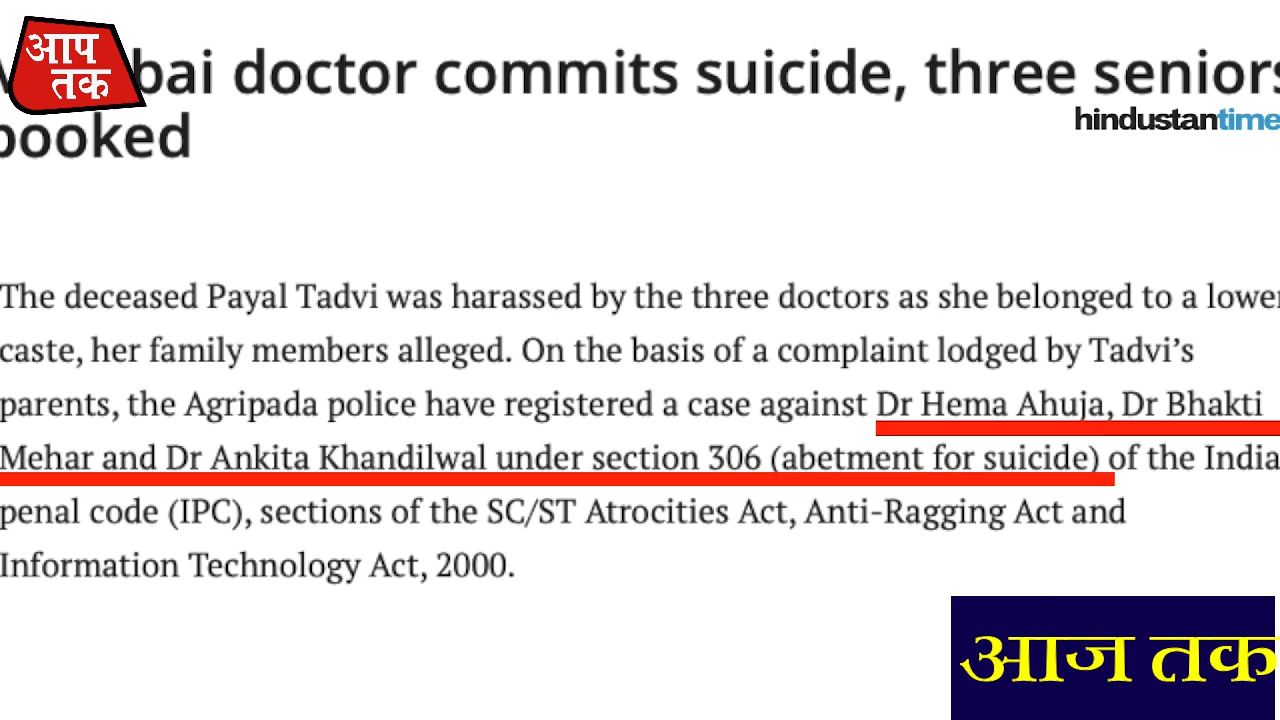 आप
तक
bai doctor commits suicide, three seniors
booked
hindustantime
The deceased Payal Tadvi was harassed by the three doctors as she belonged to a lower
caste, her family members alleged. On the basis of a complaint lodged by Tadvi’s
parents, the Agripada police have registered a case against Dr Hema Ahuja, Dr Bhakti
Mehar and Dr Ankita Khandilwal under section 306 (abetment for suicide) of the India
penal code (IPC), sections of the SC/ST Atrocities Act, Anti-Ragging Act and
Information Technology Act, 2000.
आज तक